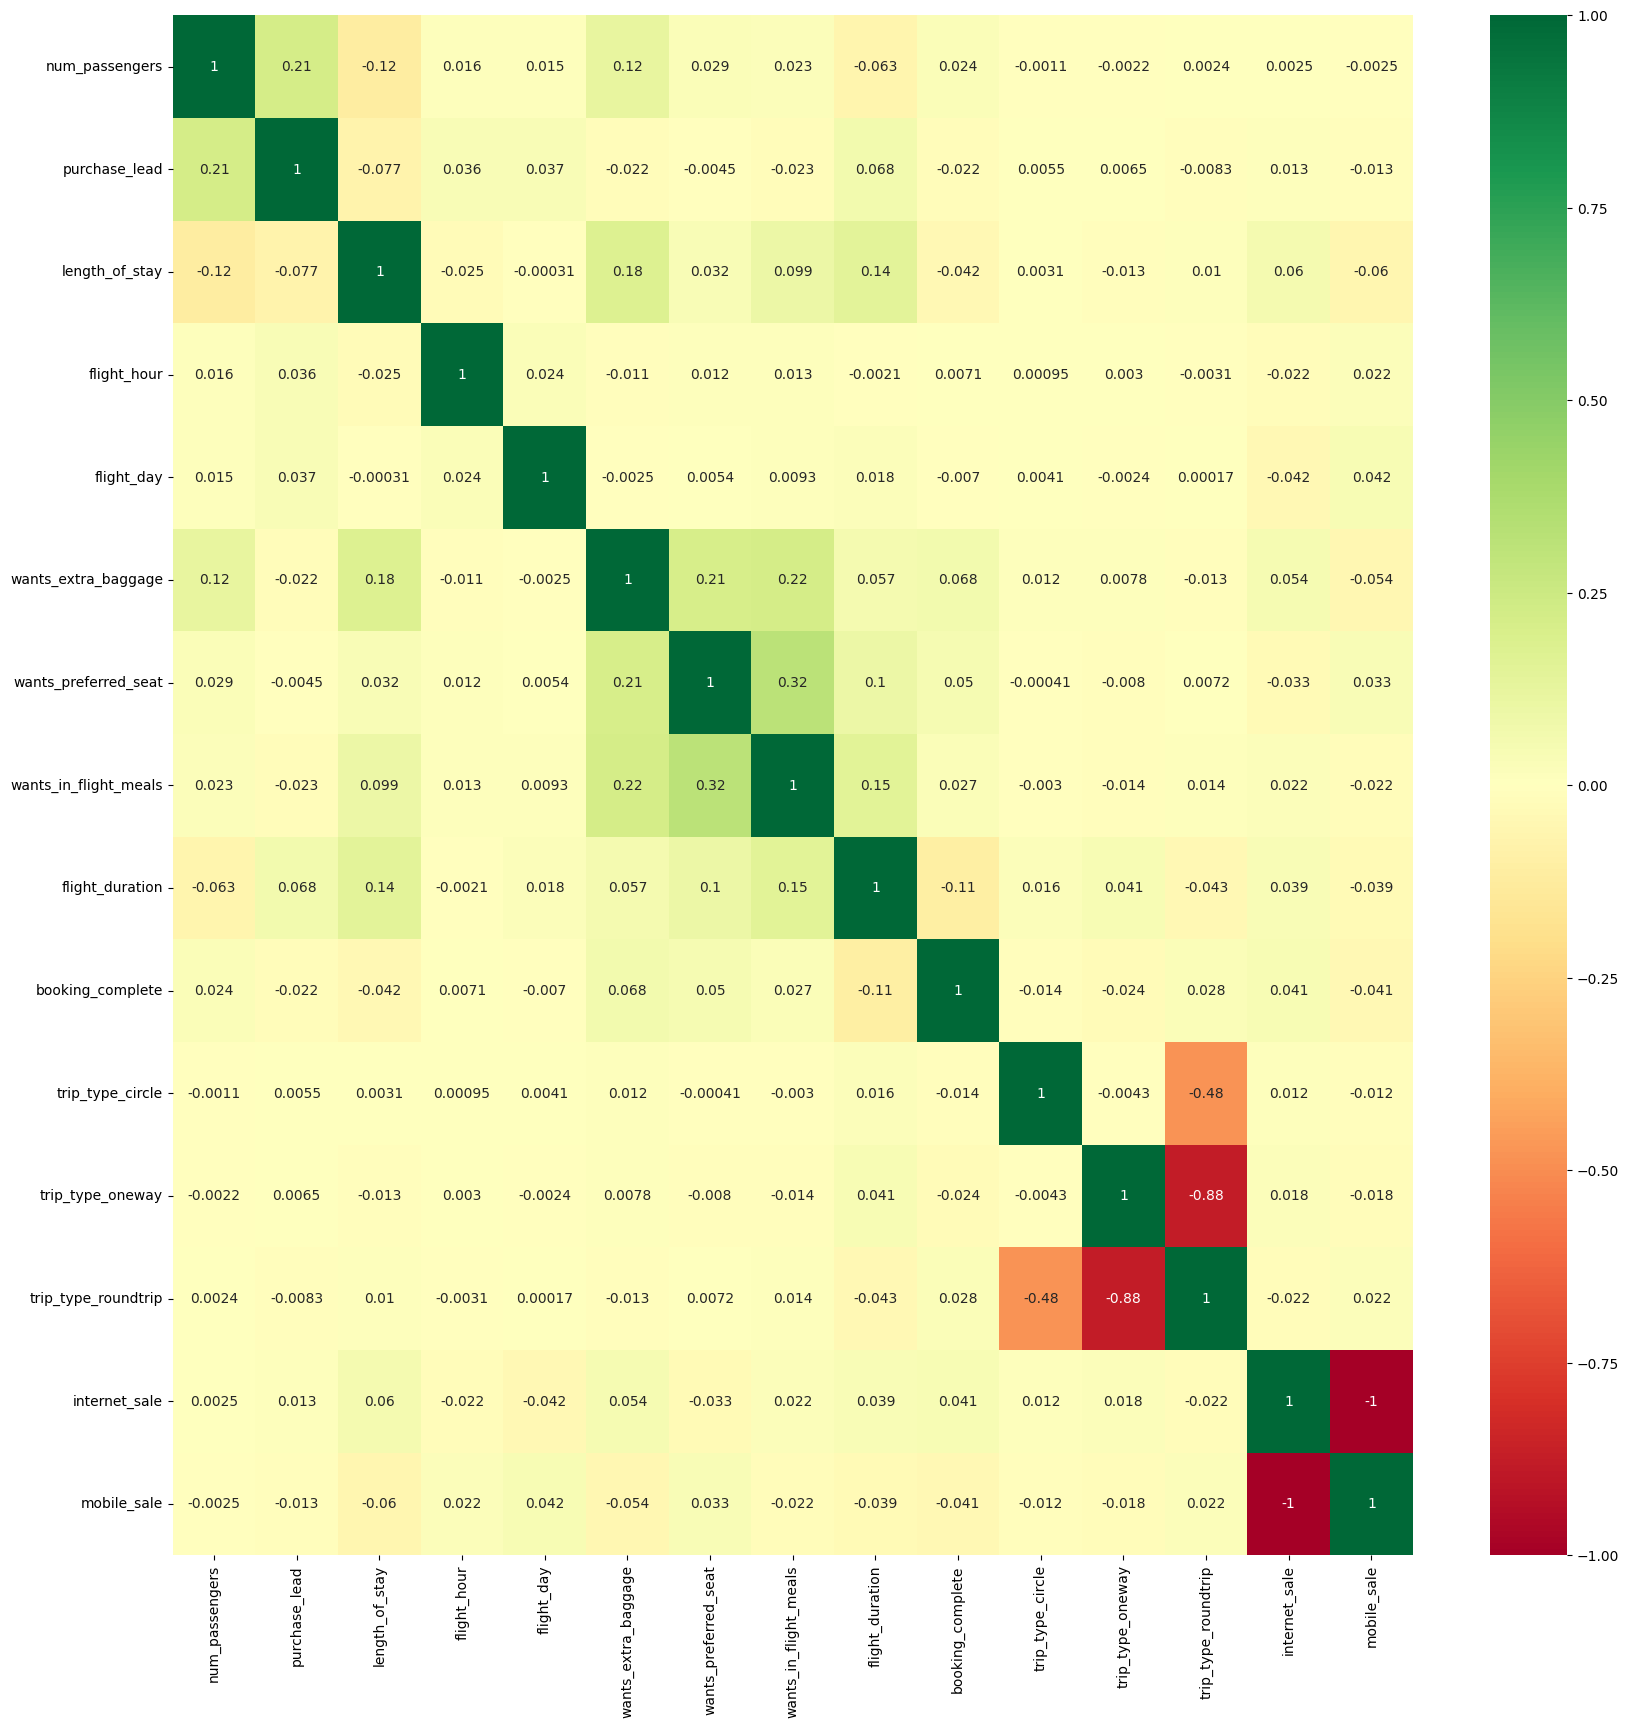 num_passengers 1 0.21 -0.12 0.016 0.015 0.12 0.029 0.023 -0.063 0.024 -0.0011 -0.0022 0.0024 0.0025 -0.0025
purchase_lead 0.21 1 -0.077 0.036 0.037 -0.022 -0.0045 -0.023 0.068 -0.022 0.0055 0.0065 -0.0083 0.013 -0.013
length_of_stay -0.12 -0.077 1 -0.025 -0.00031 0.18 0.032 0.099 0.14 -0.042 0.0031 -0.013 0.01 0.06 -0.06
flight_hour 0.016 0.036 -0.025 1 0.024 -0.011 0.012 0.013 -0.0021 0.0071 0.00095 0.003 -0.0031 -0.022 0.022
flight_day 0.015 0.037 -0.00031 0.024 1 -0.0025 0.0054 0.0093 0.018 -0.007 0.0041 -0.0024 0.00017 -0.042 0.042
wants_extra_baggage 0.12 -0.022 0.18 -0.011 -0.0025 1 0.21 0.22 0.057 0.068 0.012 0.0078 -0.013 0.054 -0.054
wants_preferred_seat 0.029 -0.0045 0.032 0.012 0.0054 0.21 1 0.32 0.1 0.05 -0.00041 -0.008 0.0072 -0.033 0.033
wants_in_flight_meals 0.023 -0.023 0.099 0.013 0.0093 0.22 0.32 1 0.15 0.027 -0.003 -0.014 0.014 0.022 -0.022
flight_duration -0.063 0.068 0.14 -0.0021 0.018 0.057 0.1 0.15 1 -0.11 0.016 0.041 -0.043 0.039 -0.039
booking_complete 0.024 -0.022 -0.042 0.0071 -0.007 0.068 0.05 0.027 -0.11 1 -0.014 -0.024 0.028 0.041 -0.041
trip_type_circle -0.0011 0.0055 0.0031 0.00095 0.0041 0.012 -0.00041 -0.003 0.016 -0.014 1 -0.0043 -0.48 0.012 -0.012
trip_type_oneway -0.0022 0.0065 -0.013 0.003 -0.0024 0.0078 -0.008 -0.014 0.041 -0.024 -0.0043 1 -0.88 0.018 -0.018
trip_type_roundtrip 0.0024 -0.0083 0.01 -0.0031 0.00017 -0.013 0.0072 0.014 -0.043 0.028 -0.48 -0.88 1 -0.022 0.022
internet_sale 0.0025 0.013 0.06 -0.022 -0.042 0.054 -0.033 0.022 0.039 0.041 0.012 0.018 -0.022 1 -1
mobile_sale -0.0025 -0.013 -0.06 0.022 0.042 -0.054 0.033 -0.022 -0.039 -0.041 -0.012 -0.018 0.022 -1 1
num_passengers
purchase_lead
length_of_stay
flight_hour
flight_day
wants_extra_baggage
wants_preferred_seat
wants_in_flight_meals
flight_duration
booking_complete
trip_type_circle
trip_type_oneway
trip_type_roundtrip
internet_sale
mobile_sale
1.00
0.75
0.50
0.25
0.00
−0.25
−0.50
−0.75
−1.00